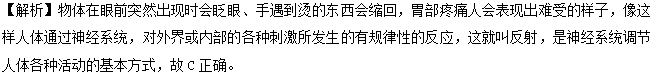 【解析】物体在眼前突然出现时会眨眼、手遇到烫的东西会缩回，胃部疼痛人会表现出难受的样子，像这
样人体通过神经系统，对外界或内部的各种刺激所发生的有规律性的反应，这就叫反射，是神经系统调节
人体各种活动的基本方式，故 C 正确。